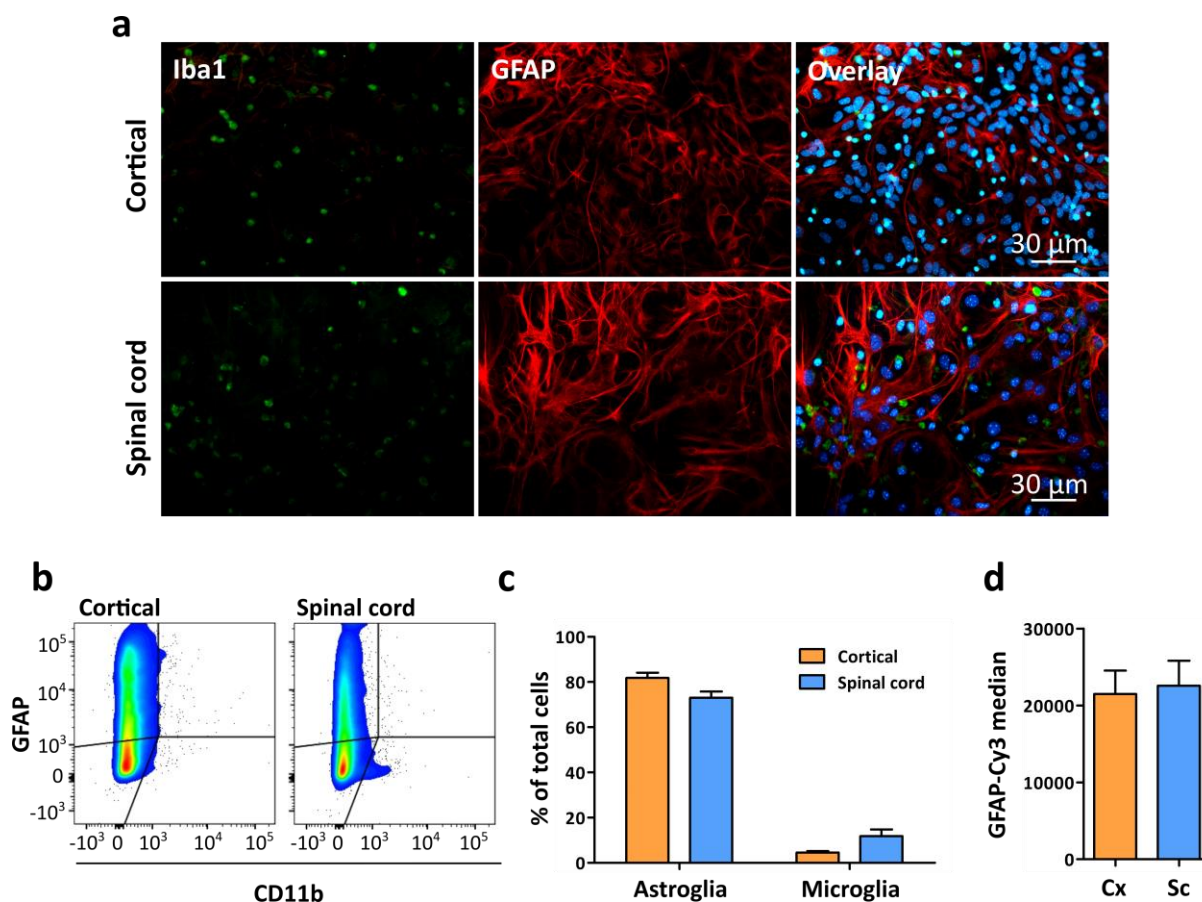 a
Iba1 GFAP Overlay
Cortical
30 µm
Spinal cord
30 µm
b
Cortical Spinal cord
GFAP
10⁵
10⁴
10³
0
-10³
-10³ 0 10³ 10⁴ 10⁵ -10³ 0 10³ 10⁴ 10⁵
CD11b
c
% of total cells
100
80
60
40
20
0
Cortical
Spinal cord
Astroglia Microglia
d
GFAP-Cy3 median
30000
20000
10000
0
Cx Sc